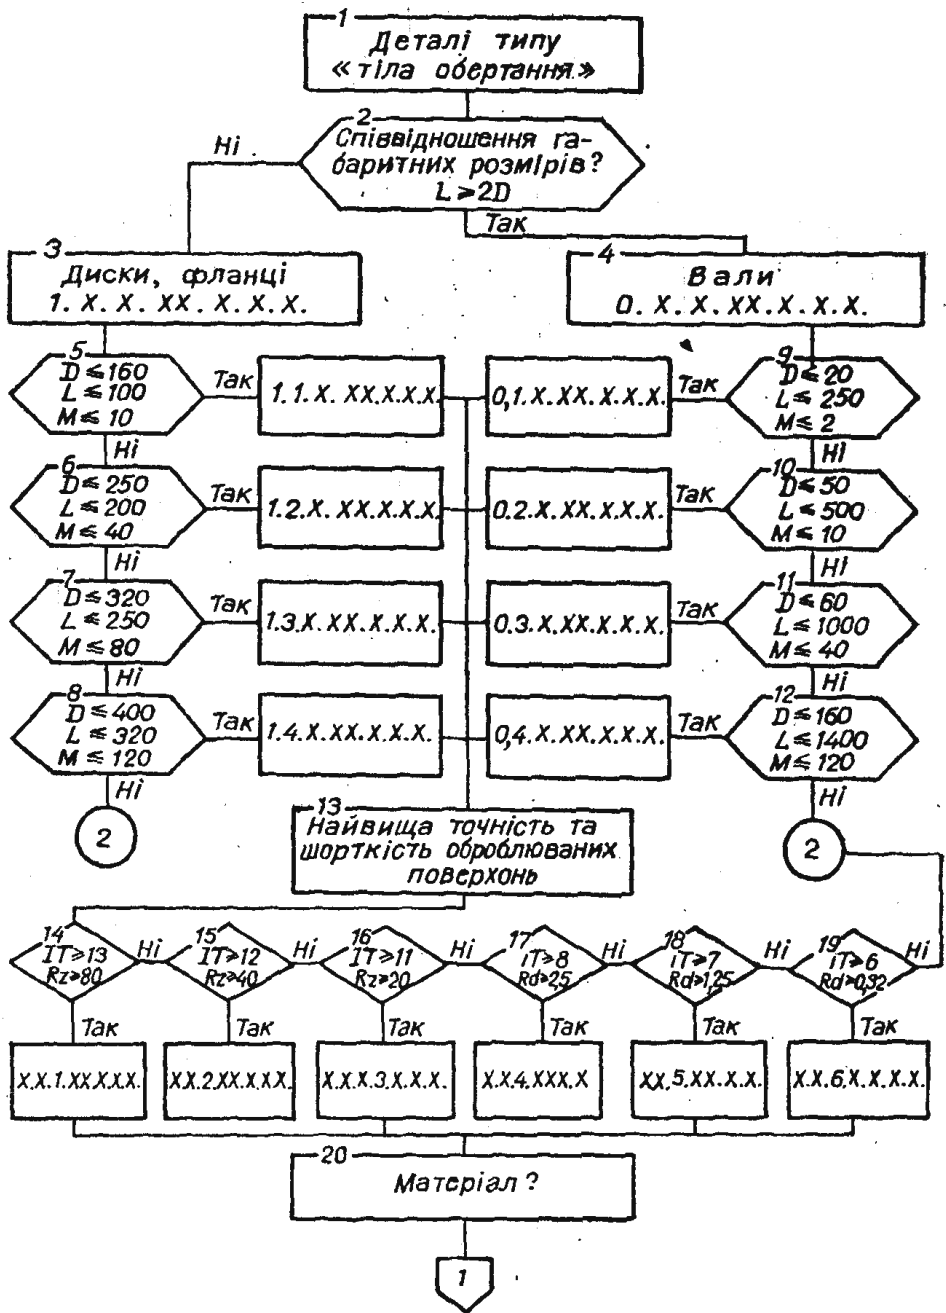 1
Деталі типу
«тіла обертання»
2
Співвідношення га-
баритних розмірів?
L ⩾ 2D
Ні
Так
3
Диски, фланці
1. X. X. XX. X. X. X.
4
Вали
0. X. X. XX. X. X. X.
5
D ⩽ 160
L ⩽ 100
M ⩽ 10
Так
1. 1. X. XX.X.X.X.
0,1. X. XX. X. X. X.
Так
9
D ⩽ 20
L ⩽ 250
M ⩽ 2
Ні
Ні
6
D ⩽ 250
L ⩽ 200
M ⩽ 40
Так
1.2.X. XX.X.X.X.
0.2.X.XX.X.X.X.
Так
10
D ⩽ 50
L ⩽ 500
M ⩽ 10
Ні
Ні
7
D ⩽ 320
L ⩽ 250
M ⩽ 80
Так
1.3.X. XX. X. X. X.
0.3.X.XX.X.X.X.
Так
11
D ⩽ 60
L ⩽ 1000
M ⩽ 40
Ні
Ні
8
D ⩽ 400
L ⩽ 320
M ⩽ 120
Так
1.4.X.XX.X.X.X.
0,4.X.XX.X.X.X.
Так
12
D ⩽ 160
L ⩽ 1400
M ⩽ 120
Ні
Ні
2
2
13
Найвища точність та
шорткість оброблюваних
поверхонь
14
IT ⩾ 13
Rz ⩾ 80
Ні
15
IT ⩾ 12
Rz ⩾ 40
Ні
16
IT ⩾ 11
Rz ⩾ 20
Ні
17
IT ⩾ 8
Rd ⩾ 2,5
Ні
18
IT ⩾ 7
Rd ⩾ 1,25
Ні
19
IT ⩾ 6
Rd ⩾ 0,32
Ні
Так
Так
Так
Так
Так
Так
X.X.1.XX.X.X.X.
XX.2.XX.X.XX.
X.X.X.3.X.X.X.
X.X4.XXX.X
XX.5.XX.X.X.
X.X.6.X.X.X.X.
20
Матеріал?
1